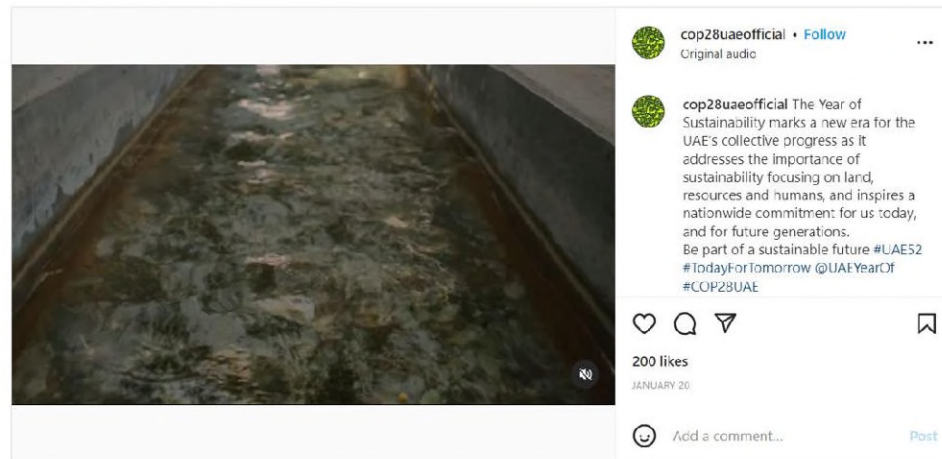 cop28uaeofficial • Follow
Original audio
cop28uaeofficial The Year of
Sustainability marks a new era for the
UAE's collective progress as it
addresses the importance of
sustainability focusing on land,
resources and humans, and inspires a
nationwide commitment for us today,
and for future generations.
Be part of a sustainable future #UAE52
#TodayForTomorrow @UAEYearOf
#COP28UAE
200 likes
JANUARY 20
Add a comment...
Post